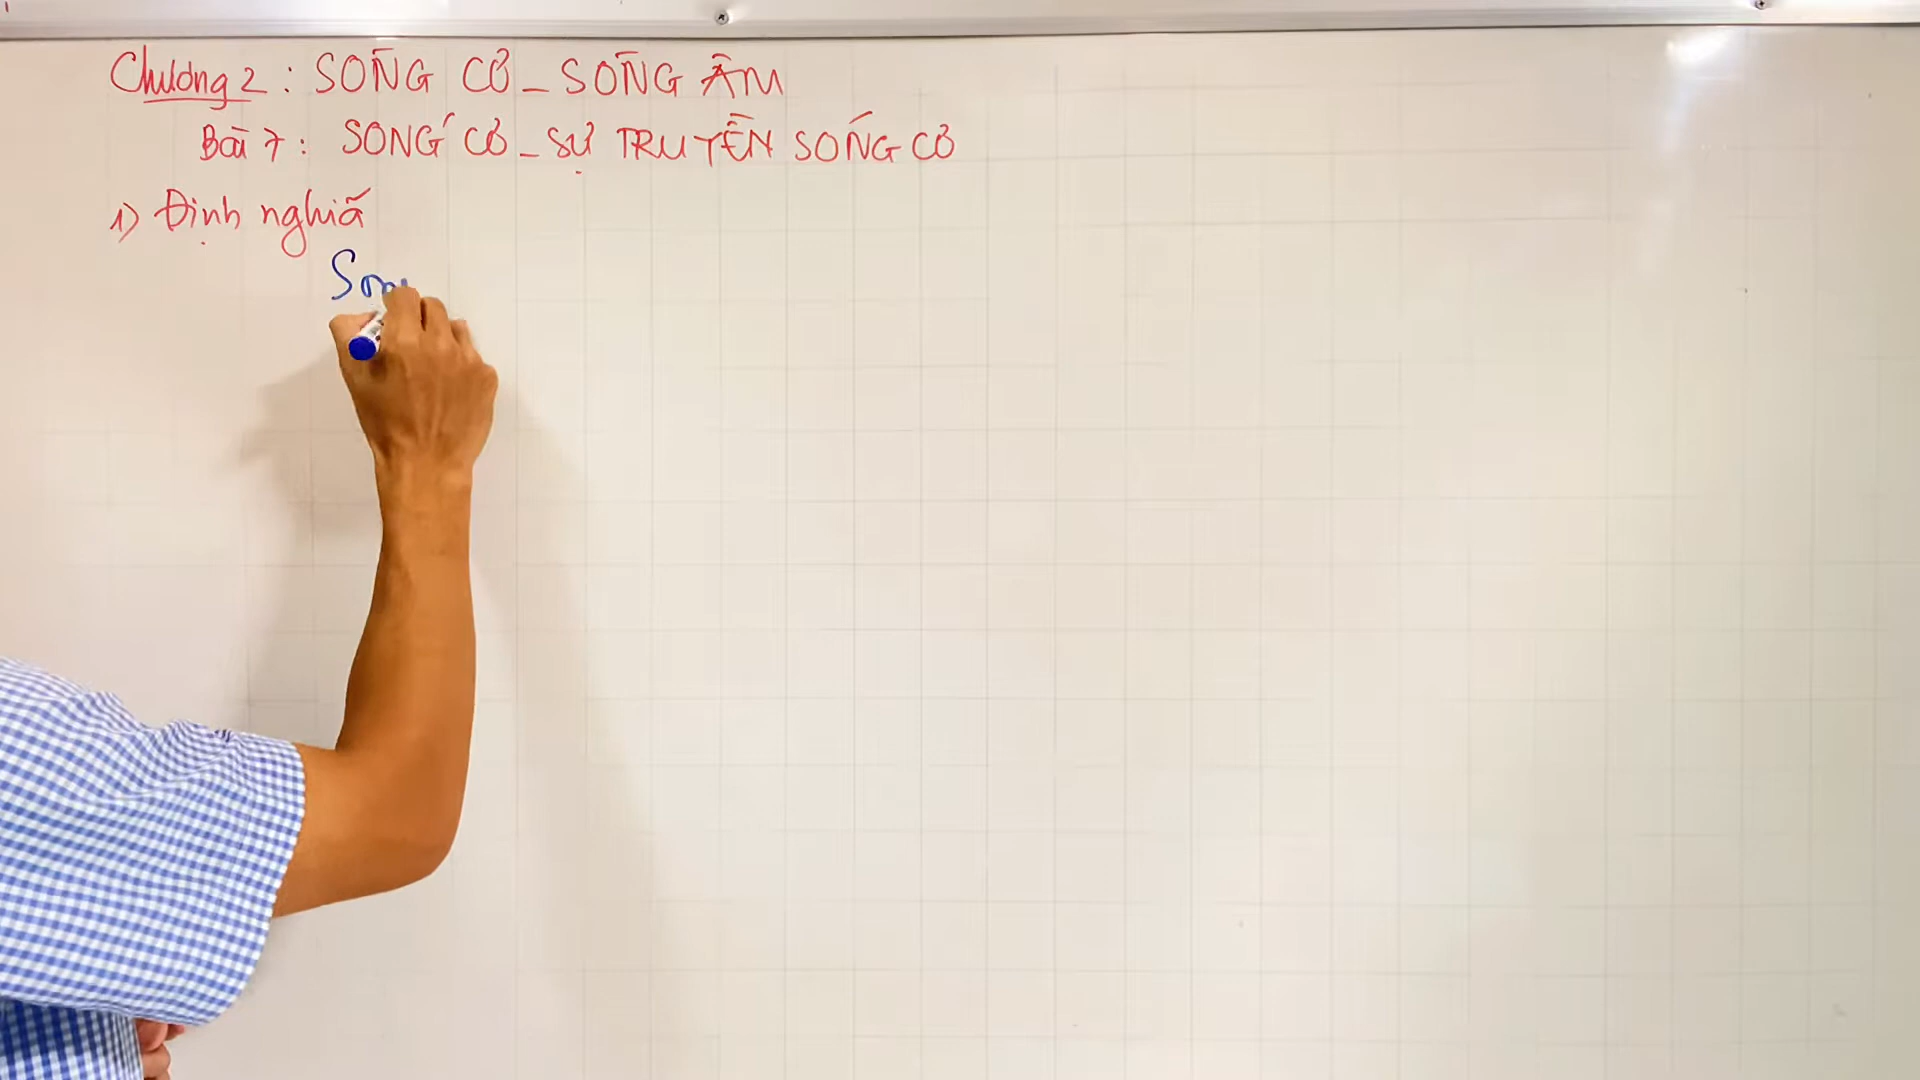 Chương 2 : SÓNG CƠ _ SÓNG ÂM
Bài 7 : SÓNG CƠ _ SỰ TRUYỀN SÓNG CƠ
1) Định nghĩa